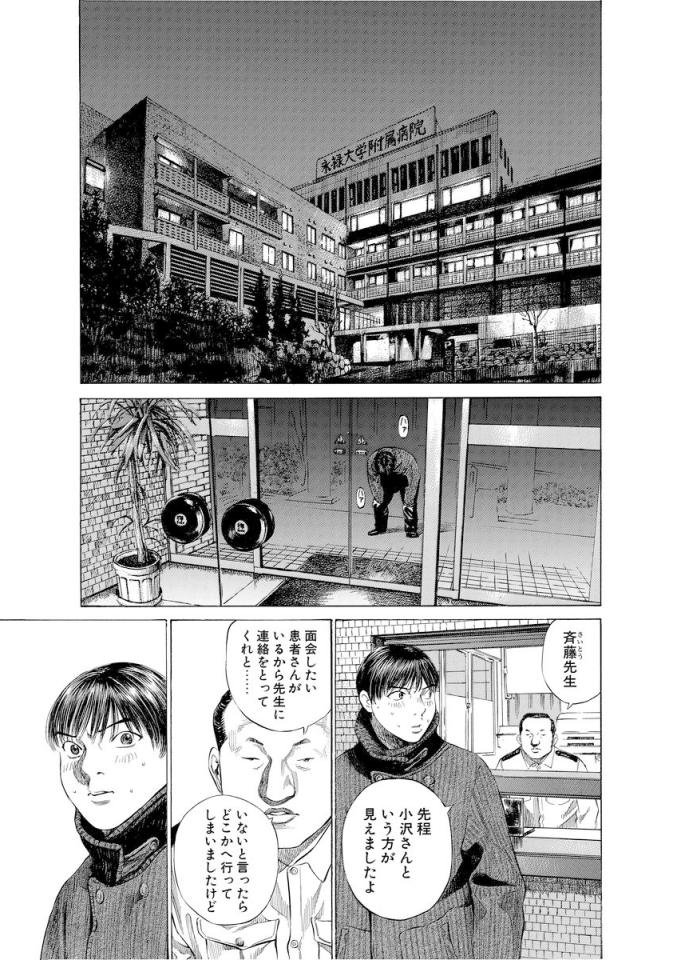 永禄大学附属病院
ハァ
ハァ
斉藤先生
さいとう
先程
小沢さんと
いう方が
見えましたよ
面会したい
患者さんが
いるから先生に
連絡をとって
くれと……
いないと言ったら
どこかへ行って
しまいましたけど